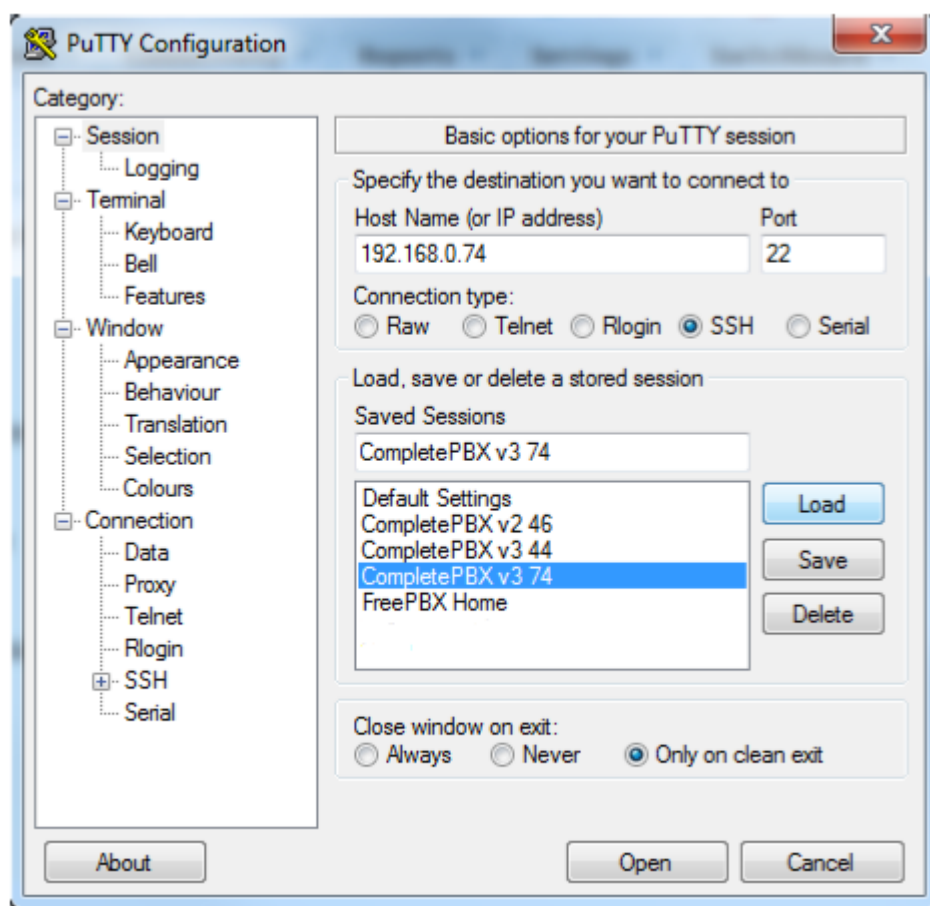 PuTTY Configuration
Category:
Session
Logging
Terminal
Keyboard
Bell
Features
Window
Appearance
Behaviour
Translation
Selection
Colours
Connection
Data
Proxy
Telnet
Rlogin
SSH
Serial
Basic options for your PuTTY session
Specify the destination you want to connect to
Host Name (or IP address) Port
192.168.0.74 22
Connection type:
Raw Telnet Rlogin SSH Serial
Load, save or delete a stored session
Saved Sessions
CompletePBX v3 74
Default Settings
CompletePBX v2 46
CompletePBX v3 44
CompletePBX v3 74
FreePBX Home
Load
Save
Delete
Close window on exit:
Always Never Only on clean exit
About Open Cancel